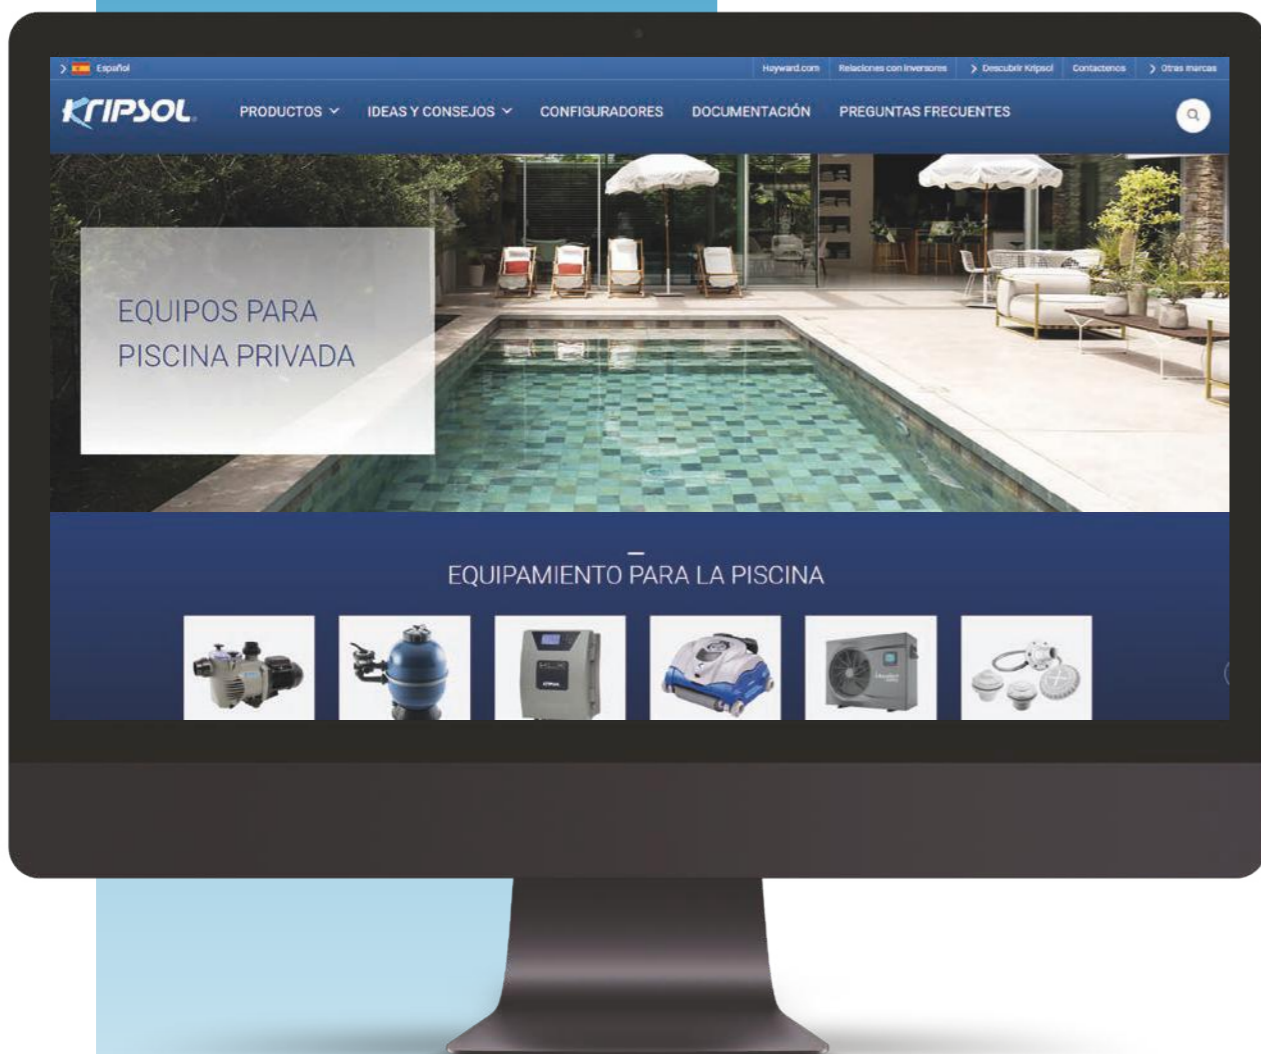 Español
Hayward.com
Relaciones con Inversores
Descubrir Kripsol
Contactenos
Otras marcas
KRIPSOL
PRODUCTOS
IDEAS Y CONSEJOS
CONFIGURADORES
DOCUMENTACIÓN
PREGUNTAS FRECUENTES
EQUIPOS PARA
PISCINA PRIVADA
EQUIPAMIENTO PARA LA PISCINA